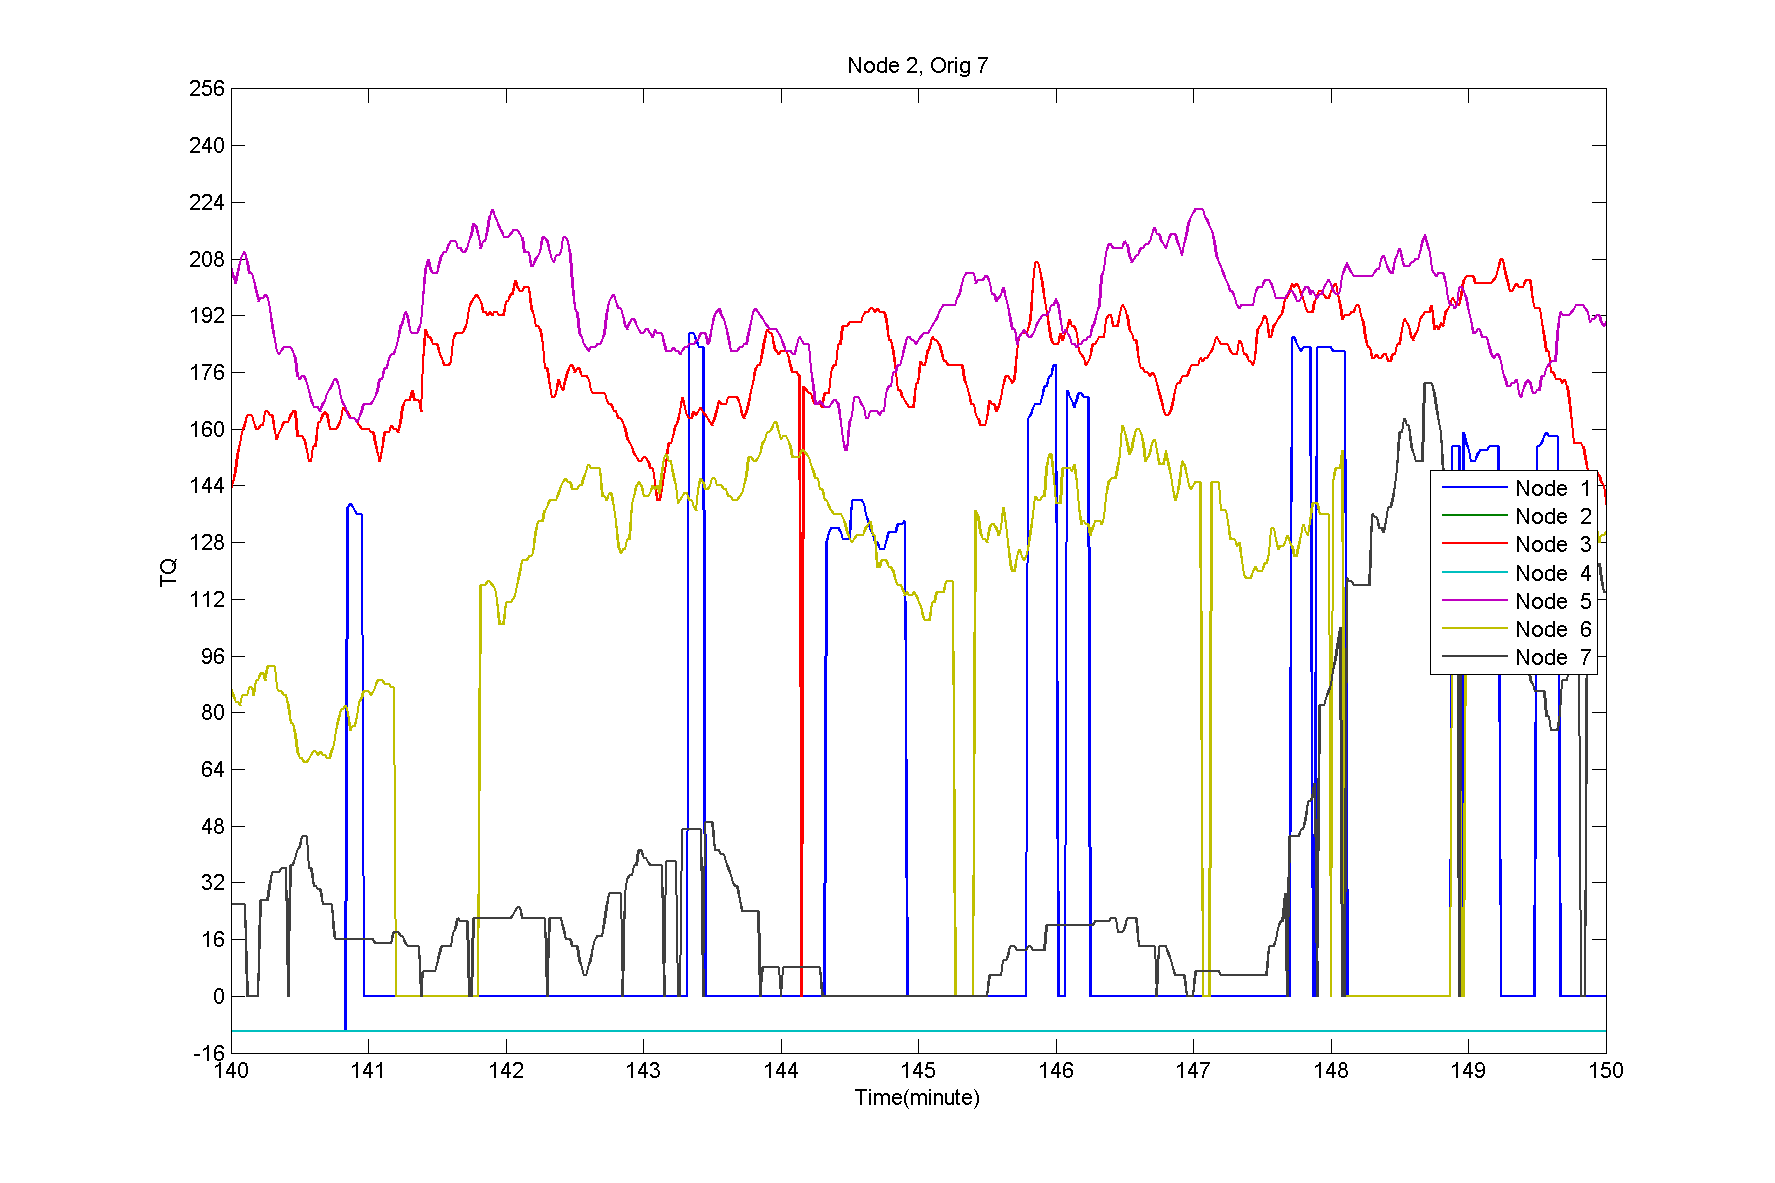 Node 2, Orig 7
256
240
224
208
192
176
160
144
128
112
96
80
64
48
32
16
0
-16
TQ
Node 1
Node 2
Node 3
Node 4
Node 5
Node 6
Node 7
140 141 142 143 144 145 146 147 148 149 150
Time(minute)